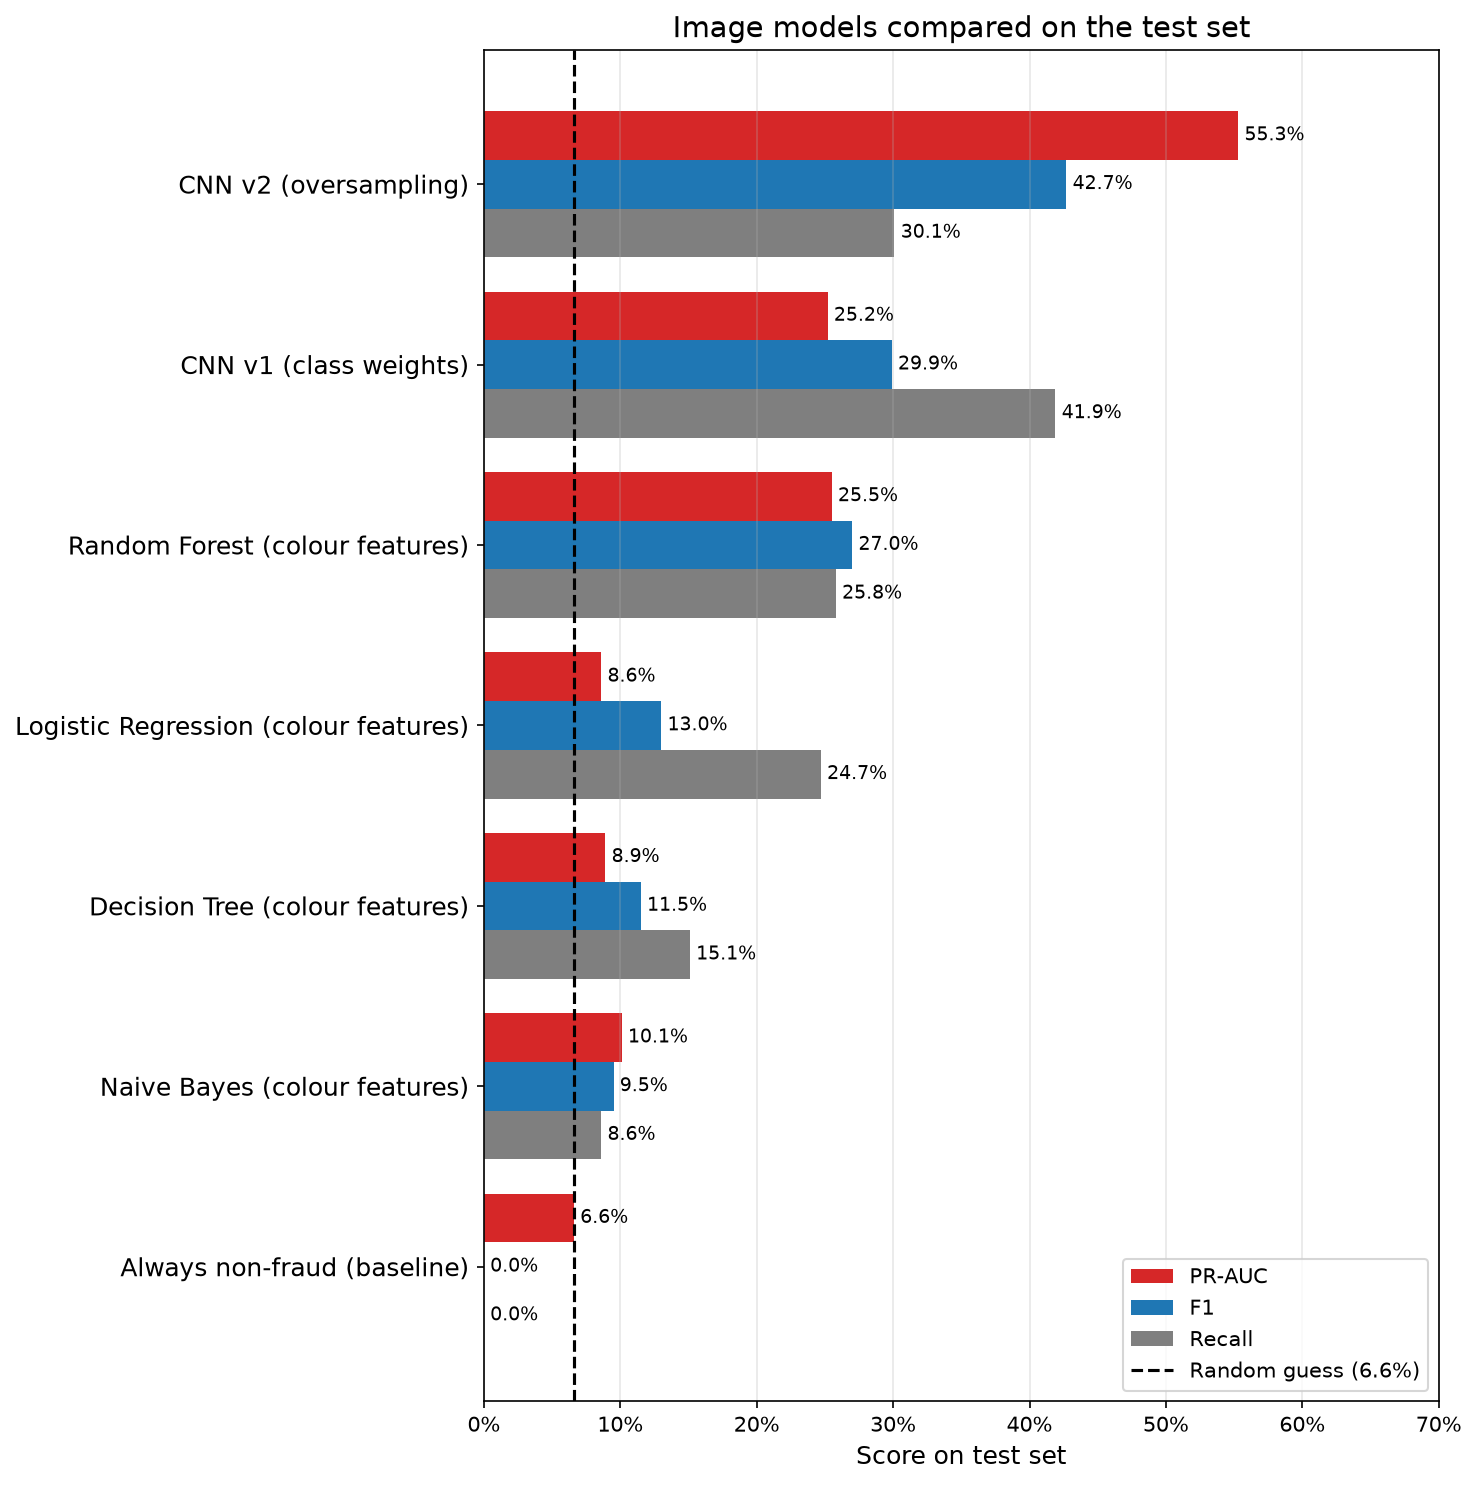 Image models compared on the test set
CNN v2 (oversampling)
55.3%
42.7%
30.1%
CNN v1 (class weights)
25.2%
29.9%
41.9%
Random Forest (colour features)
25.5%
27.0%
25.8%
Logistic Regression (colour features)
8.6%
13.0%
24.7%
Decision Tree (colour features)
8.9%
11.5%
15.1%
Naive Bayes (colour features)
10.1%
9.5%
8.6%
Always non-fraud (baseline)
6.6%
0.0%
0.0%
PR-AUC
F1
Recall
Random guess (6.6%)
0% 10% 20% 30% 40% 50% 60% 70%
Score on test set